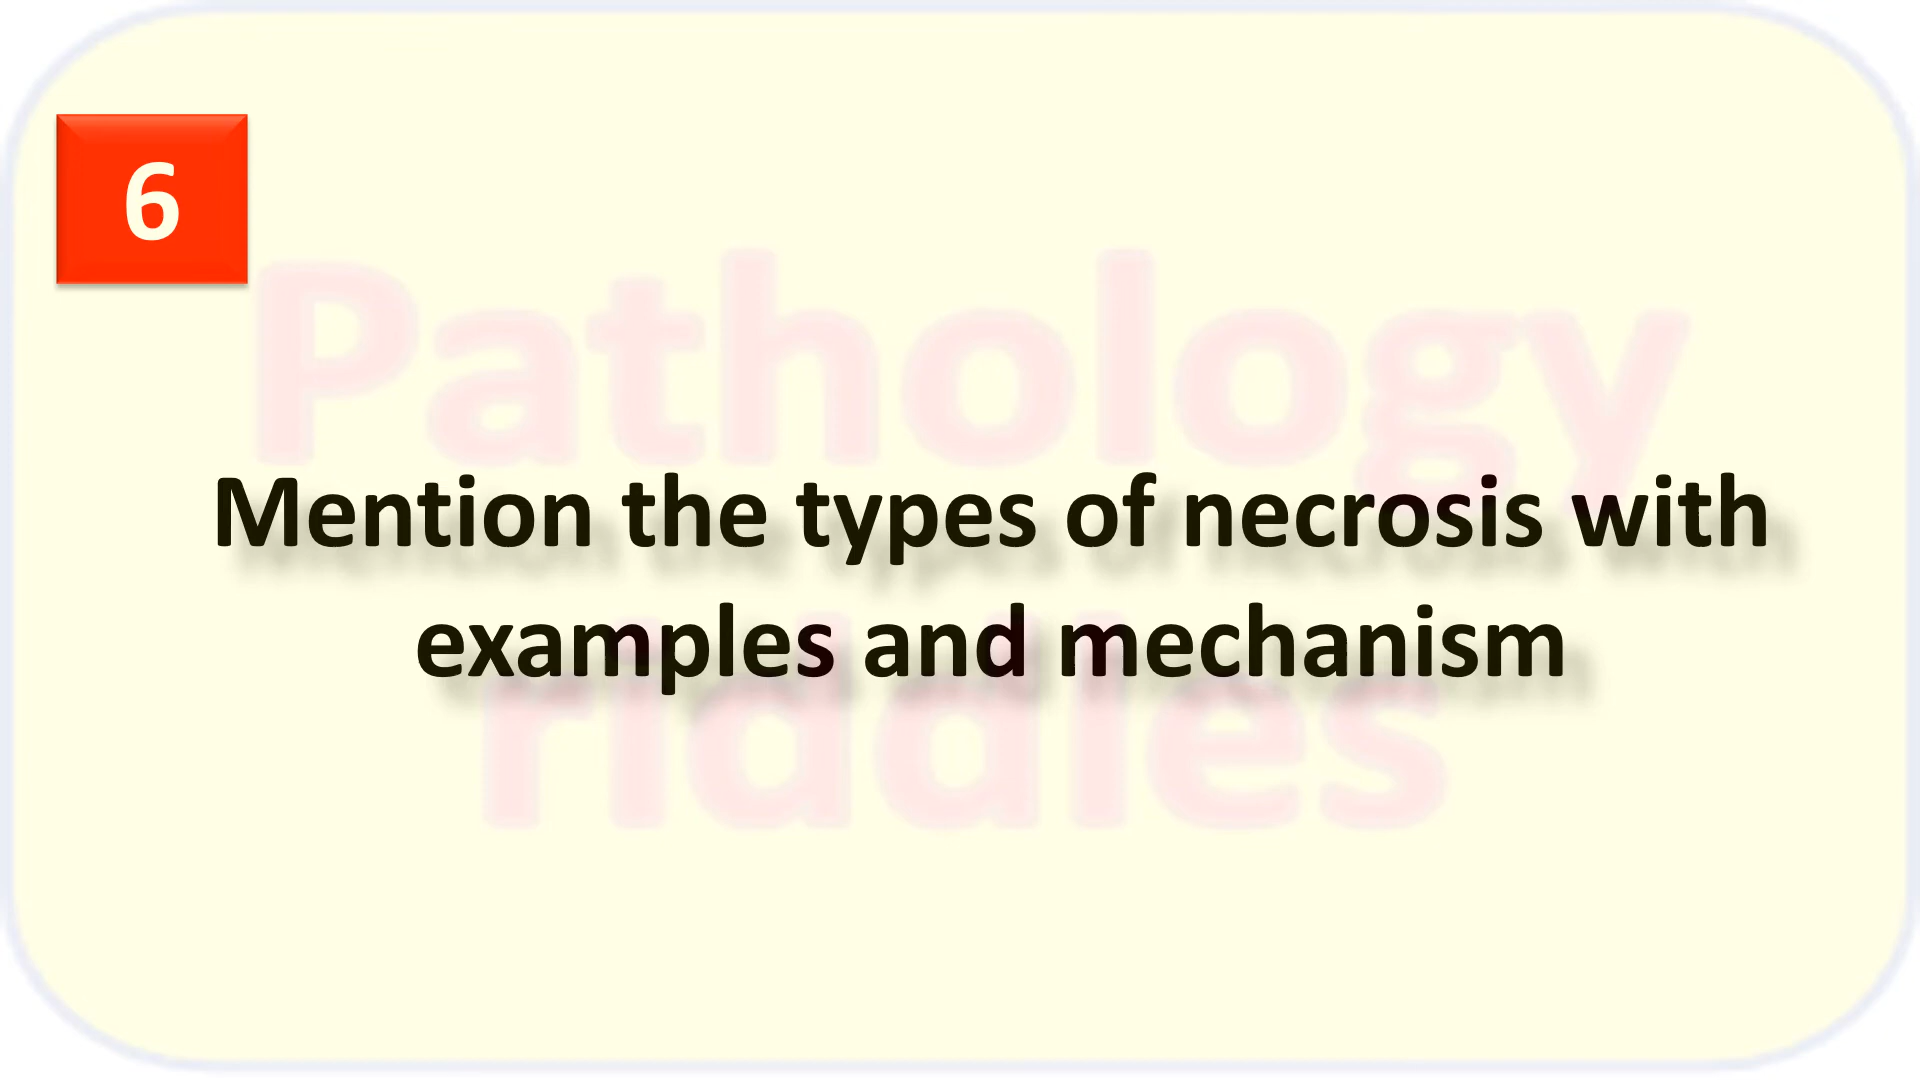 6
Pathology
Mention the types of necrosis with
examples and mechanism
riddles